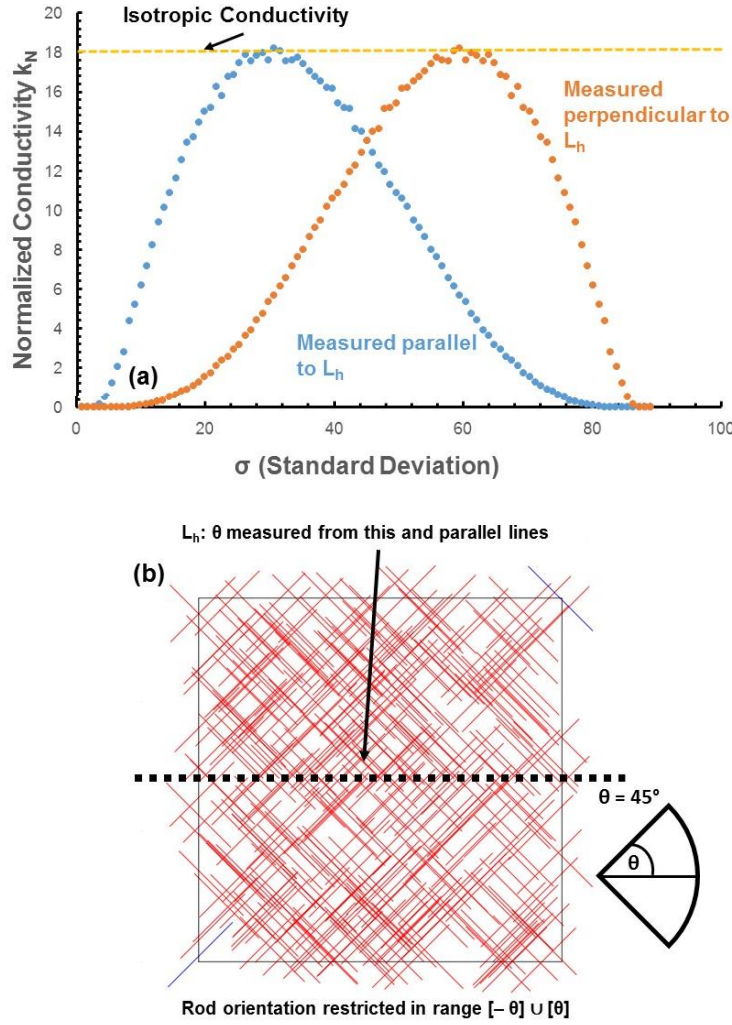 Isotropic Conductivity
20
18
16
14
12
10
8
6
4
2
0
Normalized Conductivity k_N
Measured
perpendicular to
L_h
Measured parallel
to L_h
(a)
0 20 40 60 80 100
σ (Standard Deviation)
L_h: θ measured from this and parallel lines
(b)
θ = 45°
θ
Rod orientation restricted in range [– θ] ∪ [θ]